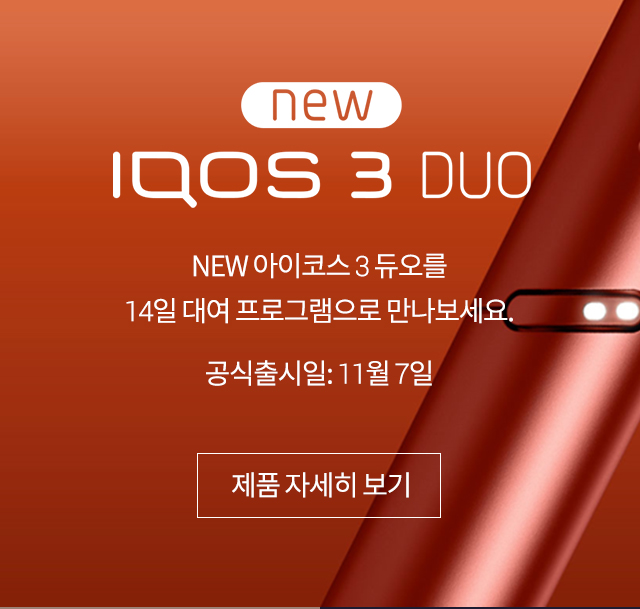 new
IQOS 3 DUO
NEW 아이코스 3 듀오를
14일 대여 프로그램으로 만나보세요.
공식출시일: 11월 7일
제품 자세히 보기